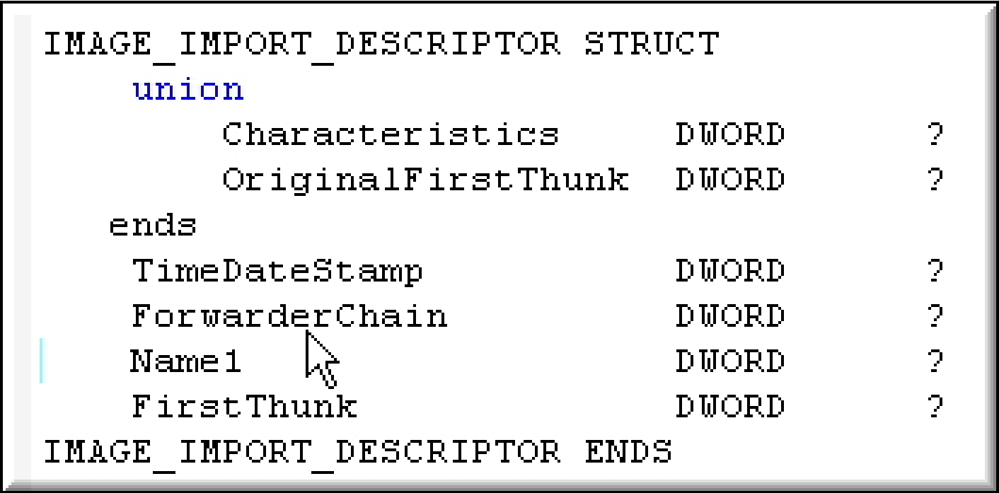 IMAGE_IMPORT_DESCRIPTOR STRUCT
union
Characteristics DWORD ?
OriginalFirstThunk DWORD ?
ends
TimeDateStamp DWORD ?
ForwarderChain DWORD ?
Name1 DWORD ?
FirstThunk DWORD ?
IMAGE_IMPORT_DESCRIPTOR ENDS